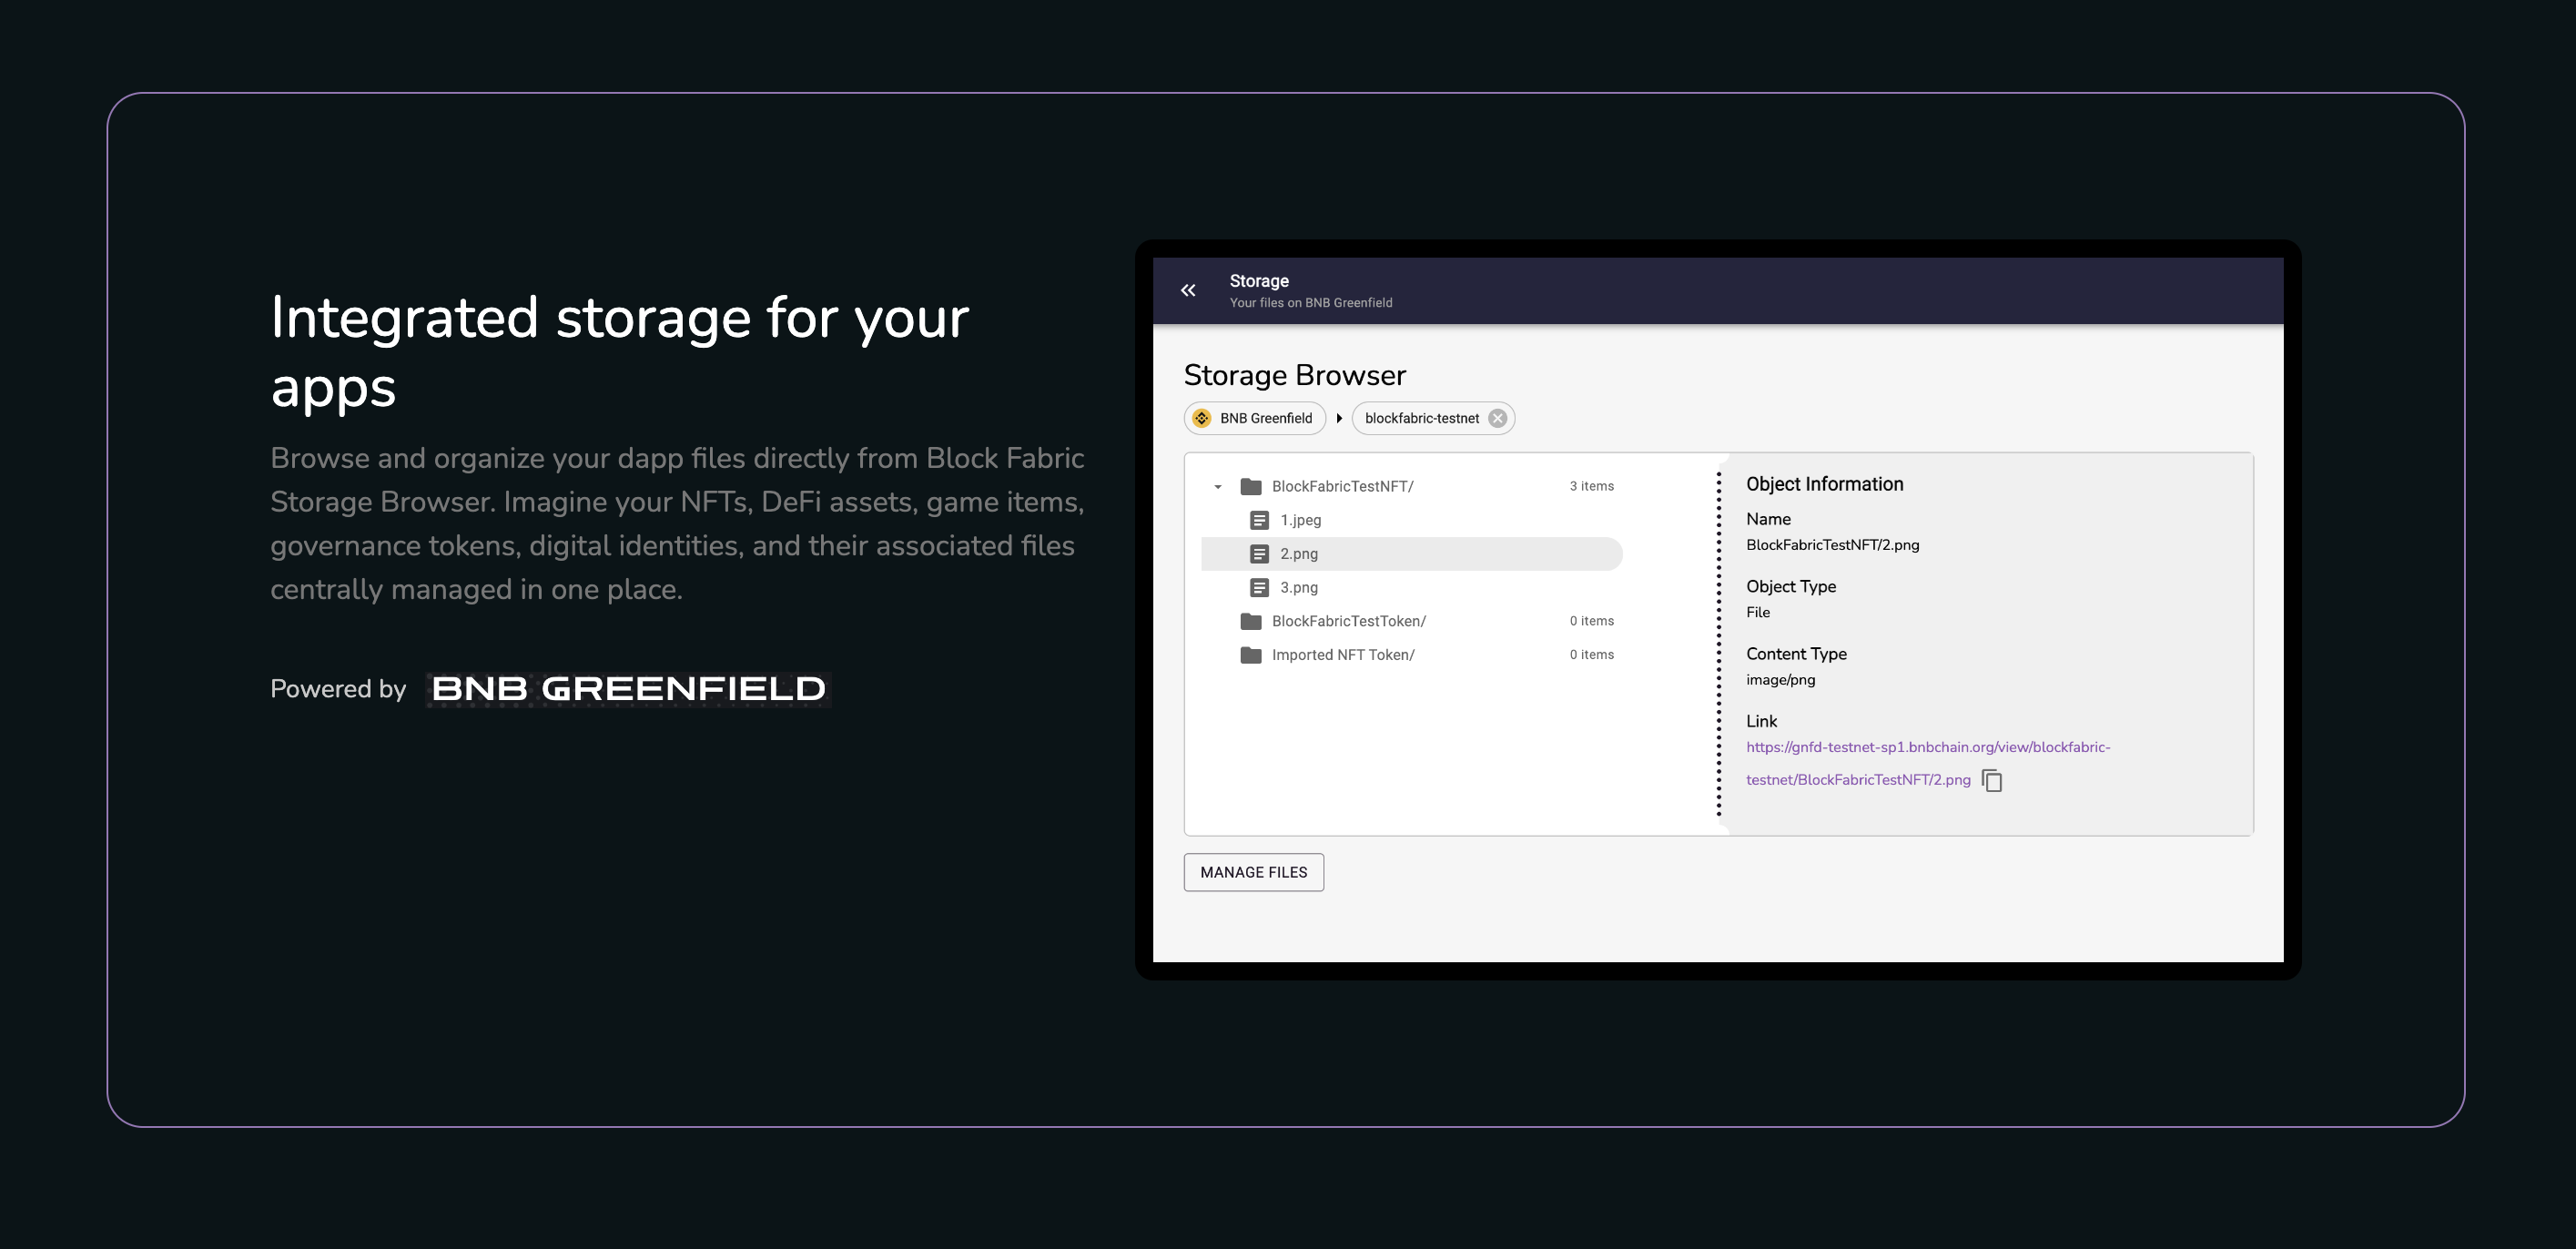 Integrated storage for your
apps
Browse and organize your dapp files directly from Block Fabric
Storage Browser. Imagine your NFTs, DeFi assets, game items,
governance tokens, digital identities, and their associated files
centrally managed in one place.
Powered by BNB GREENFIELD
Storage
Your files on BNB Greenfield
Storage Browser
BNB Greenfield blockfabric-testnet
BlockFabricTestNFT/ 3 items
1.jpeg
2.png
3.png
BlockFabricTestToken/ 0 items
Imported NFT Token/ 0 items
Object Information
Name
BlockFabricTestNFT/2.png
Object Type
File
Content Type
image/png
Link
https://gnfd-testnet-sp1.bnbchain.org/view/blockfabric-
testnet/BlockFabricTestNFT/2.png
MANAGE FILES